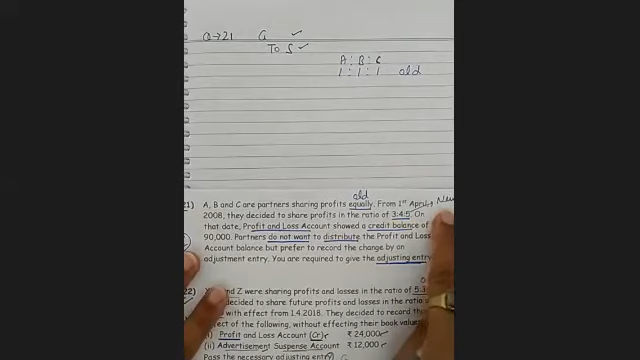 Q→21 G ✓
To S ✓
A : B : C
1 : 1 : 1 old
old
21) A, B and C are partners sharing profits equally. From 1st April, New
2008, they decided to share profits in the ratio of 3:4:5. On
that date, Profit and Loss Account showed a credit balance of
90,000. Partners do not want to distribute the Profit and Loss
Account balance but prefer to record the change by an
adjustment entry. You are required to give the adjusting entry
22) X and Z were sharing profits and losses in the ratio of 5:3
decided to share future profits and losses in the ratio
with effect from 1.4.2018. They decided to record the
effect of the following, without effecting their book values
(i) Profit and Loss Account (Cr) ₹ 24,000
(ii) Advertisement Suspense Account ₹ 12,000
Pass the necessary adjusting entry)